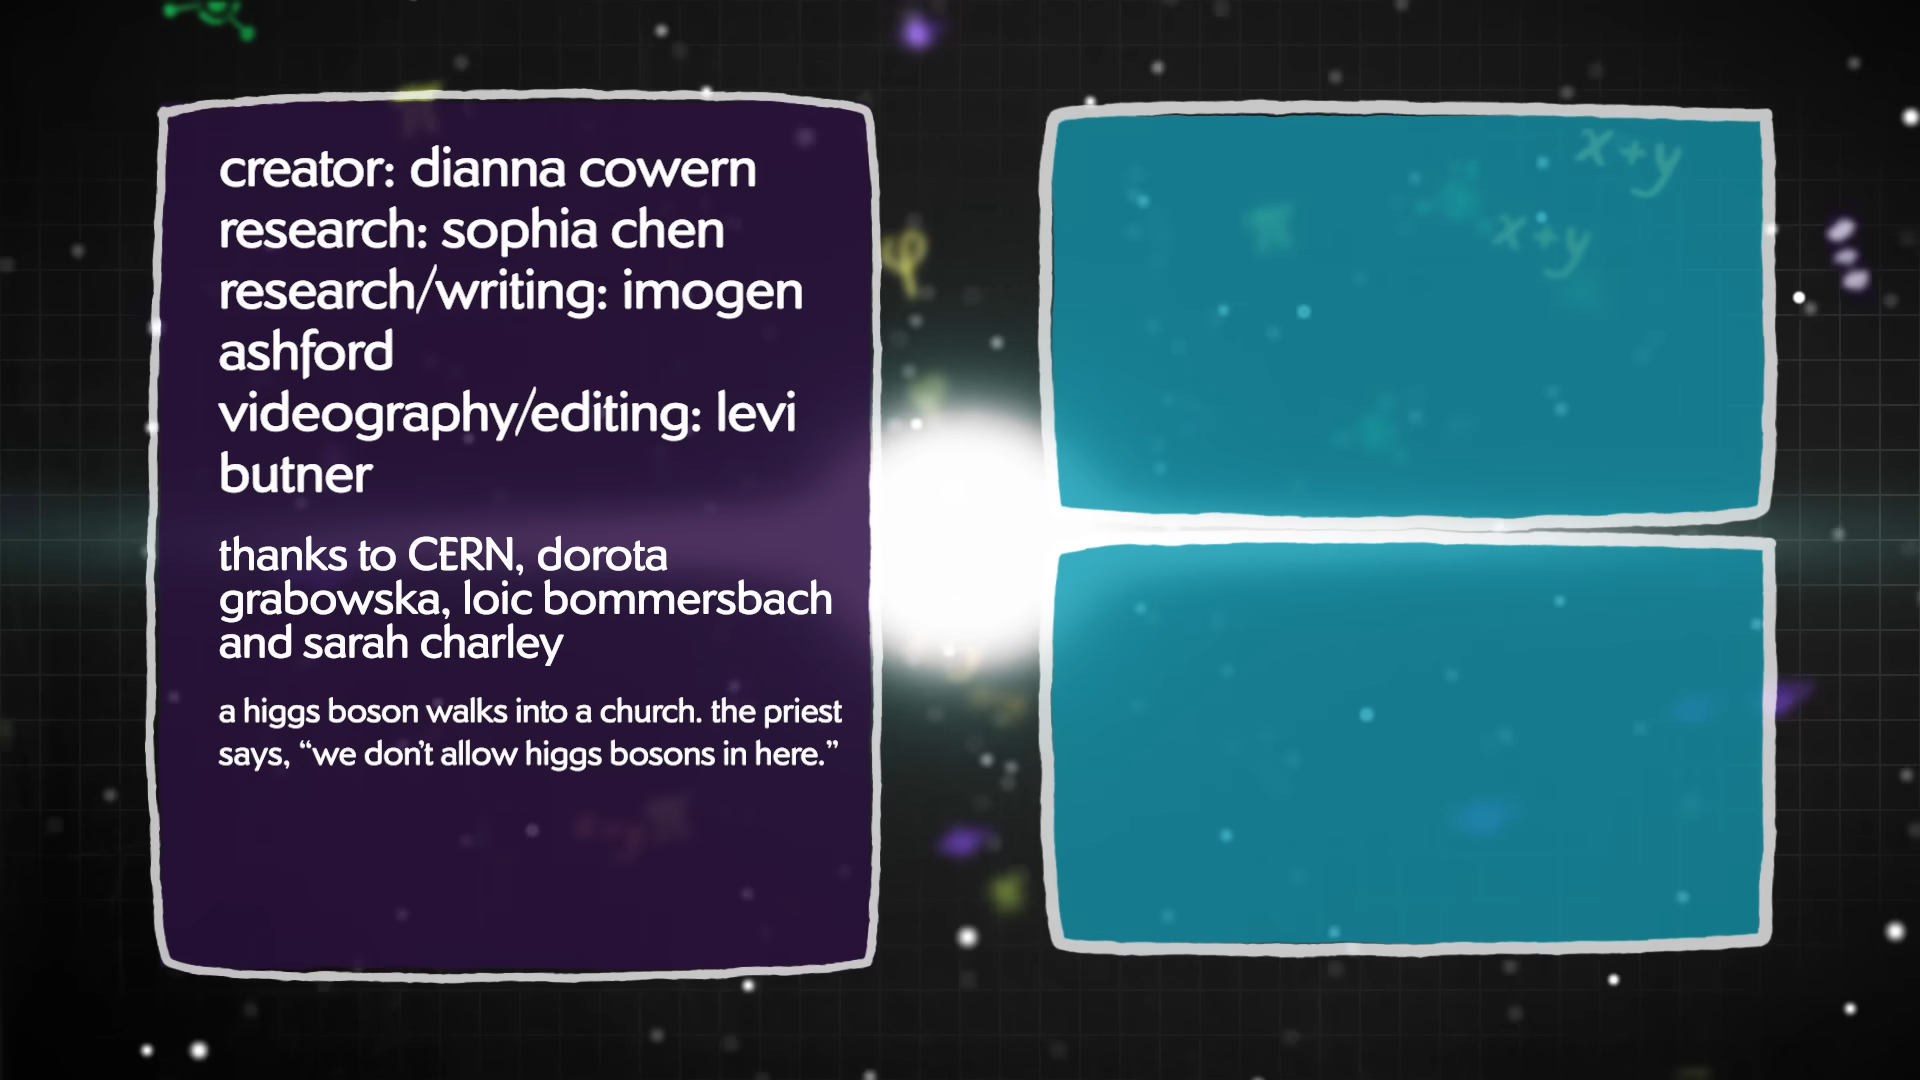 creator: dianna cowern
research: sophia chen
research/writing: imogen
ashford
videography/editing: levi
butner
thanks to CERN, dorota
grabowska, loic bommersbach
and sarah charley
a higgs boson walks into a church. the priest
says, “we don’t allow higgs bosons in here.”
x+y
x+y
φ
π